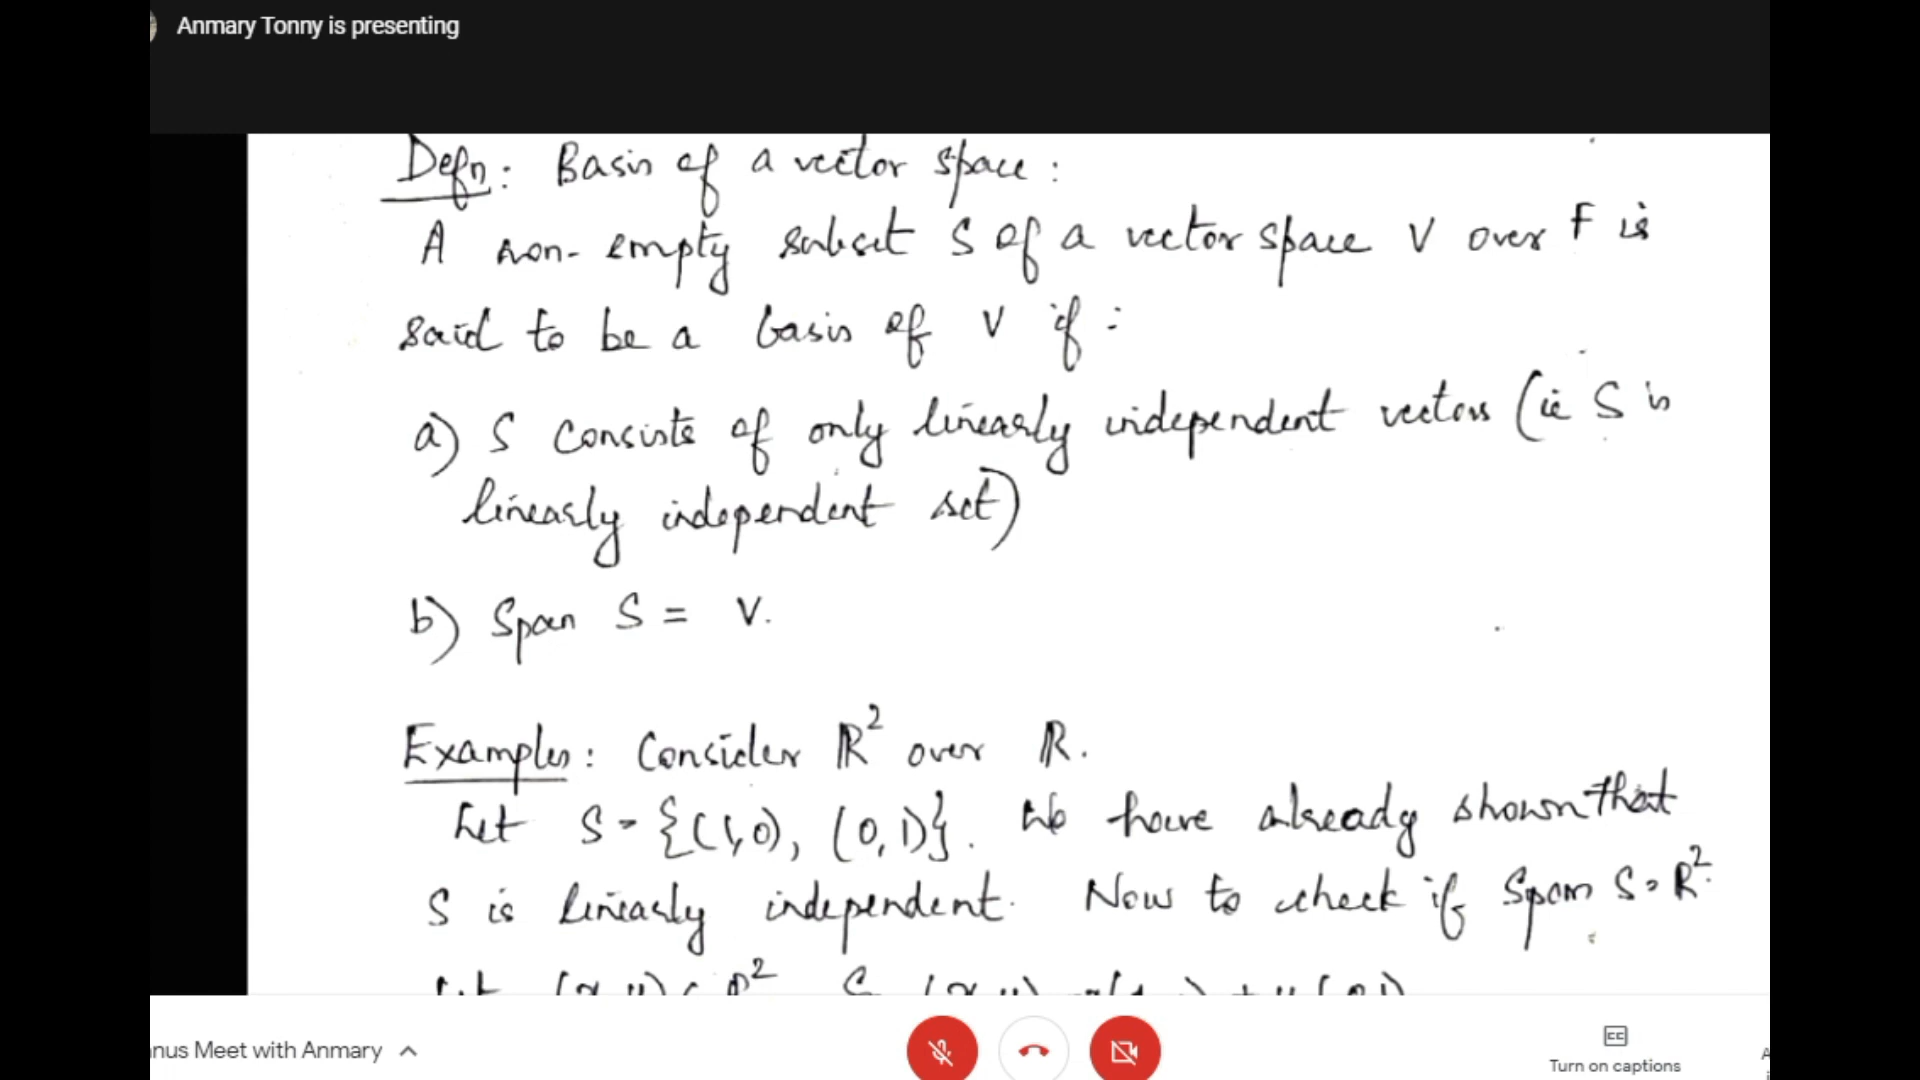 Anmary Tonny is presenting
Defn: Basis of a vector space:
A non-empty subset S of a vector space V over F is
said to be a basis of V if :
a) S consists of only linearly independent vectors (ie S is
linearly independent set)
b) Span S = V.
Examples: Consider ℝ² over ℝ.
Let S = {(1,0), (0,1)}. We have already shown that
S is linearly independent. Now to check if Span S = ℝ².
nus Meet with Anmary
Turn on captions